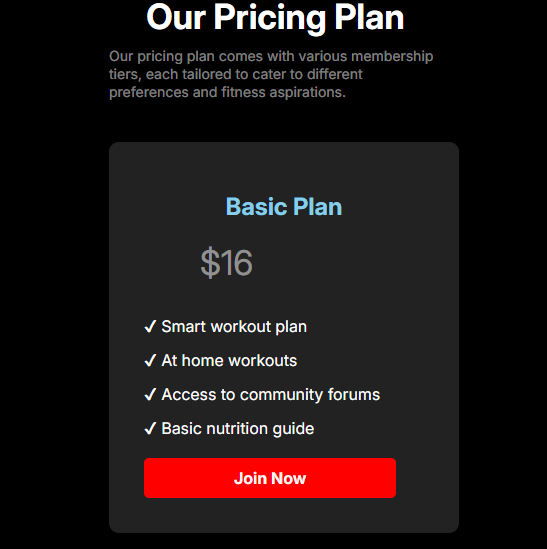 Our Pricing Plan
Our pricing plan comes with various membership
tiers, each tailored to cater to different
preferences and fitness aspirations.
Basic Plan
$16
✓ Smart workout plan
✓ At home workouts
✓ Access to community forums
✓ Basic nutrition guide
Join Now